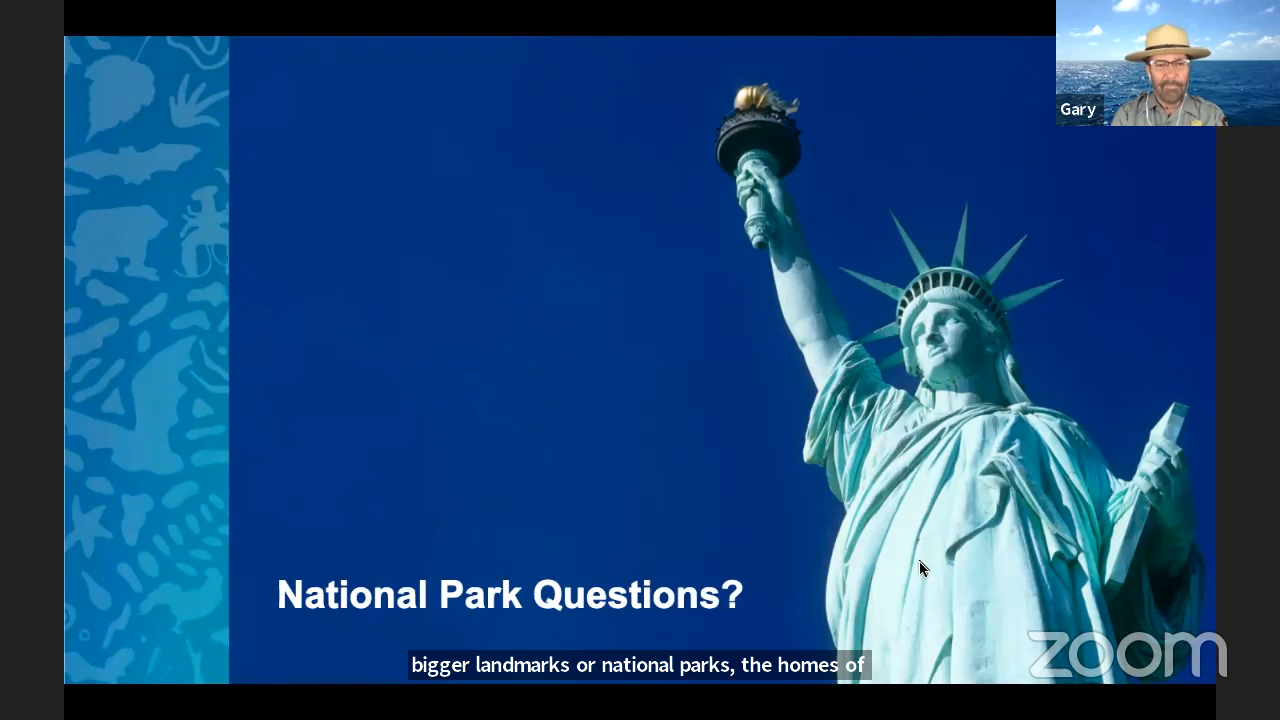 Gary
National Park Questions?
bigger landmarks or national parks, the homes of
zoom